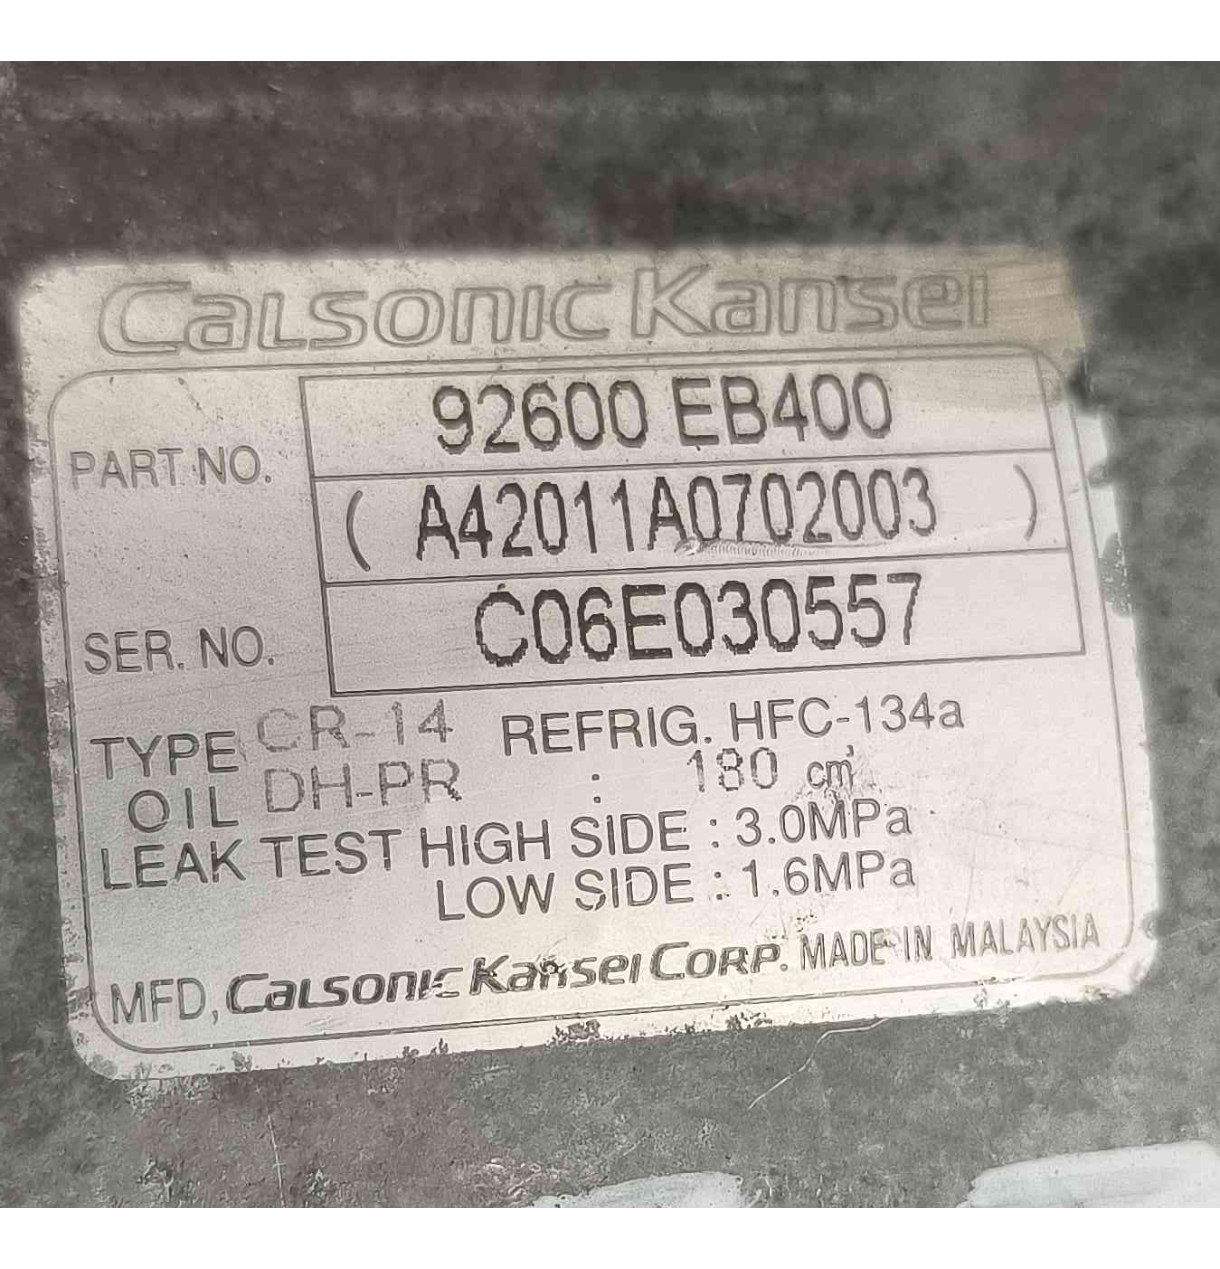 Calsonic Kansei
PART NO. 92600 EB400
( A42011A0702003 )
SER. NO. C06E030557
TYPE CR-14 REFRIG. HFC-134a
OIL DH-PR : 180 cm³
LEAK TEST HIGH SIDE : 3.0MPa
LOW SIDE : 1.6MPa
MFD, Calsonic Kansei Corp. MADE IN MALAYSIA